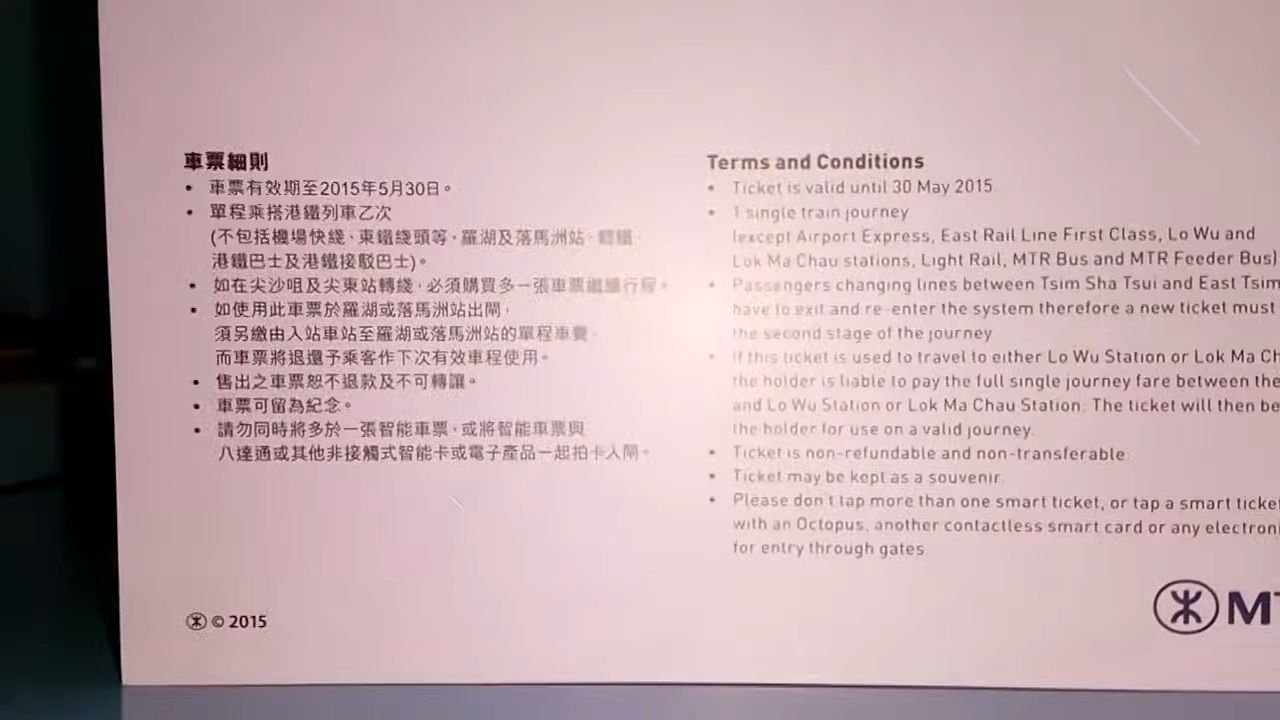 車票細則
• 車票有效期至2015年5月30日。
• 單程乘搭港鐵列車乙次
(不包括機場快綫、東鐵綫頭等、羅湖及落馬洲站、輕鐵、
港鐵巴士及港鐵接駁巴士)。
• 如在尖沙咀及尖東站轉綫，必須購買多一張車票繼續行程。
• 如使用此車票於羅湖或落馬洲站出閘，
須另繳由入站車站至羅湖或落馬洲站的單程車費，
而車票將退還予乘客作下次有效車程使用。
• 售出之車票恕不退款及不可轉讓。
• 車票可留為紀念。
• 請勿同時將多於一張智能車票，或將智能車票與
八達通或其他非接觸式智能卡或電子產品一起拍卡入閘。
© 2015
Terms and Conditions
• Ticket is valid until 30 May 2015.
• 1 single train journey
(except Airport Express, East Rail Line First Class, Lo Wu and
Lok Ma Chau stations, Light Rail, MTR Bus and MTR Feeder Bus)
• Passengers changing lines between Tsim Sha Tsui and East Tsim
have to exit and re-enter the system therefore a new ticket must
the second stage of the journey
• If this ticket is used to travel to either Lo Wu Station or Lok Ma Ch
the holder is liable to pay the full single journey fare between the
and Lo Wu Station or Lok Ma Chau Station. The ticket will then be
the holder for use on a valid journey.
• Ticket is non-refundable and non-transferable.
• Ticket may be kept as a souvenir.
• Please don't tap more than one smart ticket, or tap a smart ticket
with an Octopus, another contactless smart card or any electroni
for entry through gates
MT